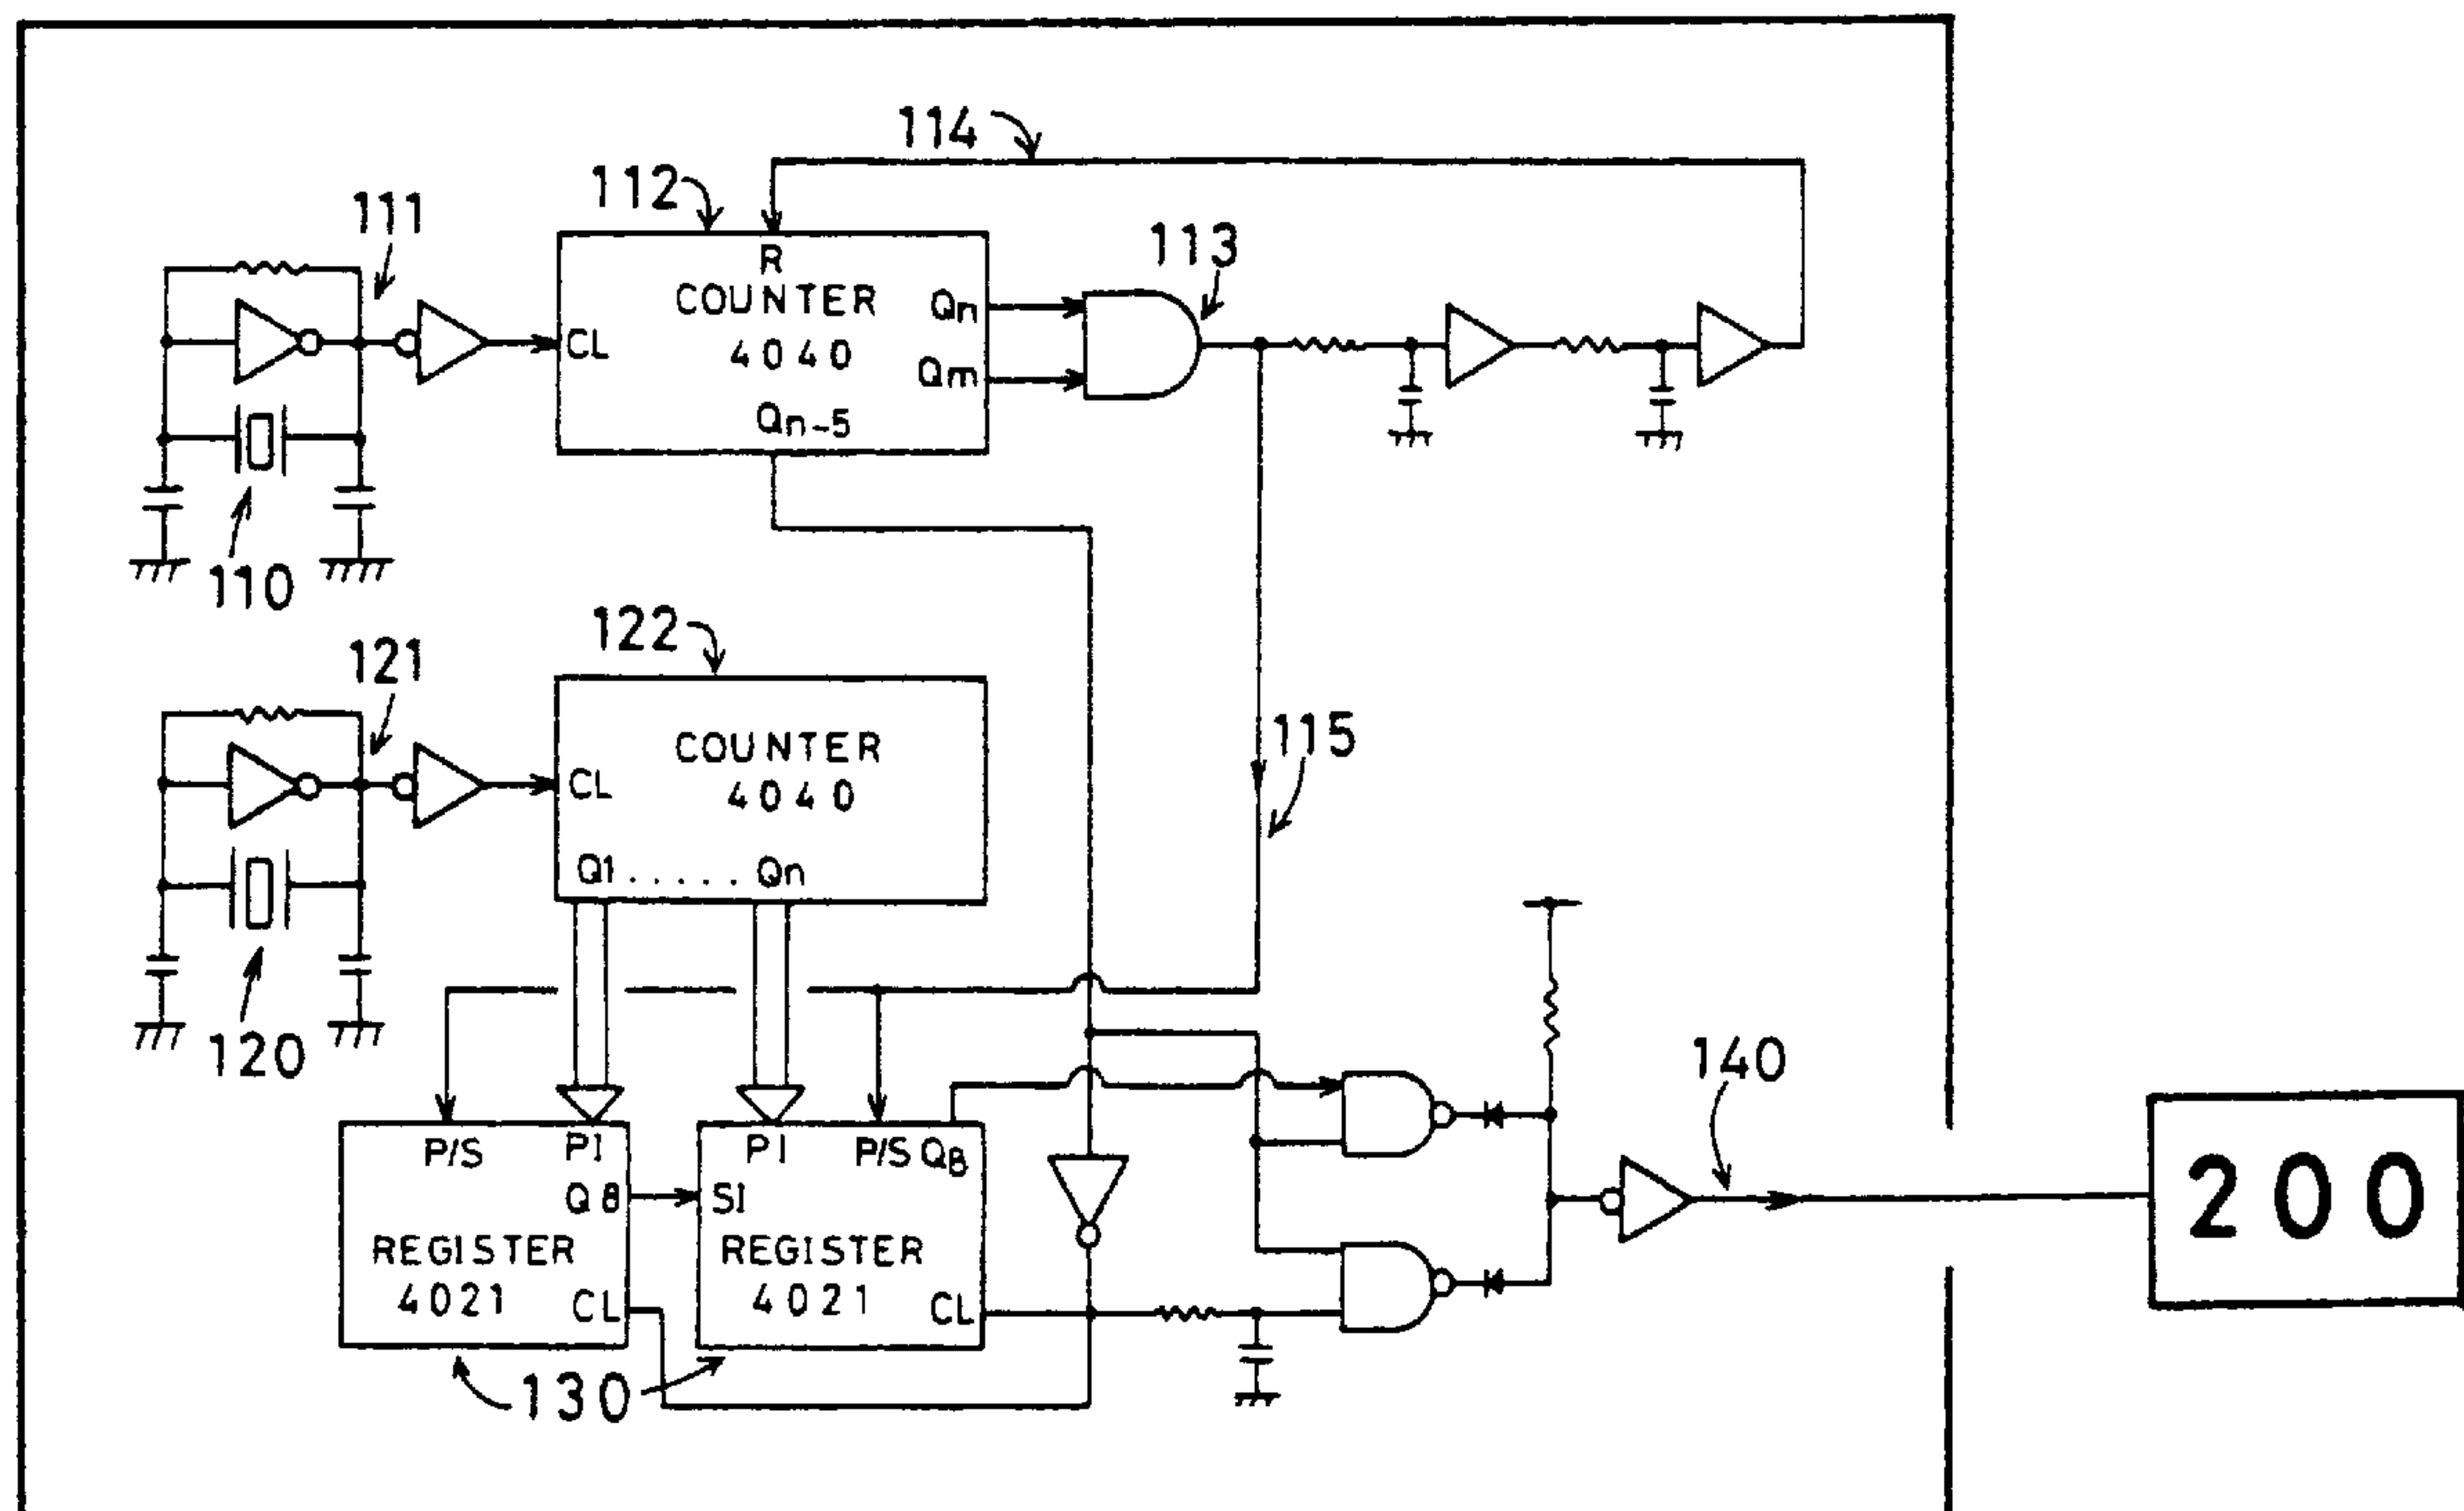 114
112
111
113
R
COUNTER
4040
CL
Qn
Qm
Qn-5
110
122
121
115
COUNTER
4040
CL
Q1.....Qn
120
140
P/S PI
Q8
REGISTER
4021
CL
PI P/S Q8
SI
REGISTER
4021
CL
200
130